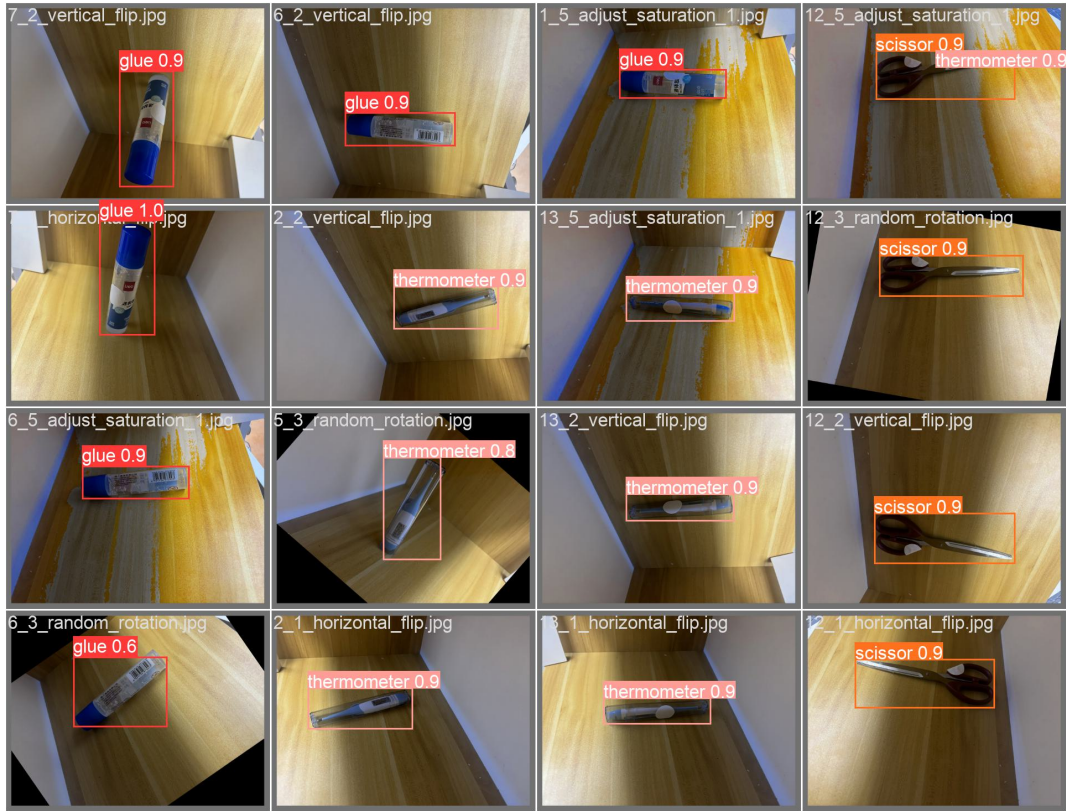 7_2_vertical_flip.jpg
glue 0.9
6_2_vertical_flip.jpg
glue 0.9
1_5_adjust_saturation_1.jpg
glue 0.9
12_5_adjust_saturation_1.jpg
scissor 0.9
thermometer 0.9
horizontal_flip.jpg
glue 1.0
2_2_vertical_flip.jpg
thermometer 0.9
13_5_adjust_saturation_1.jpg
thermometer 0.9
12_3_random_rotation.jpg
scissor 0.9
6_5_adjust_saturation_1.jpg
glue 0.9
5_3_random_rotation.jpg
thermometer 0.8
13_2_vertical_flip.jpg
thermometer 0.9
12_2_vertical_flip.jpg
scissor 0.9
6_3_random_rotation.jpg
glue 0.6
2_1_horizontal_flip.jpg
thermometer 0.9
13_1_horizontal_flip.jpg
thermometer 0.9
12_1_horizontal_flip.jpg
scissor 0.9